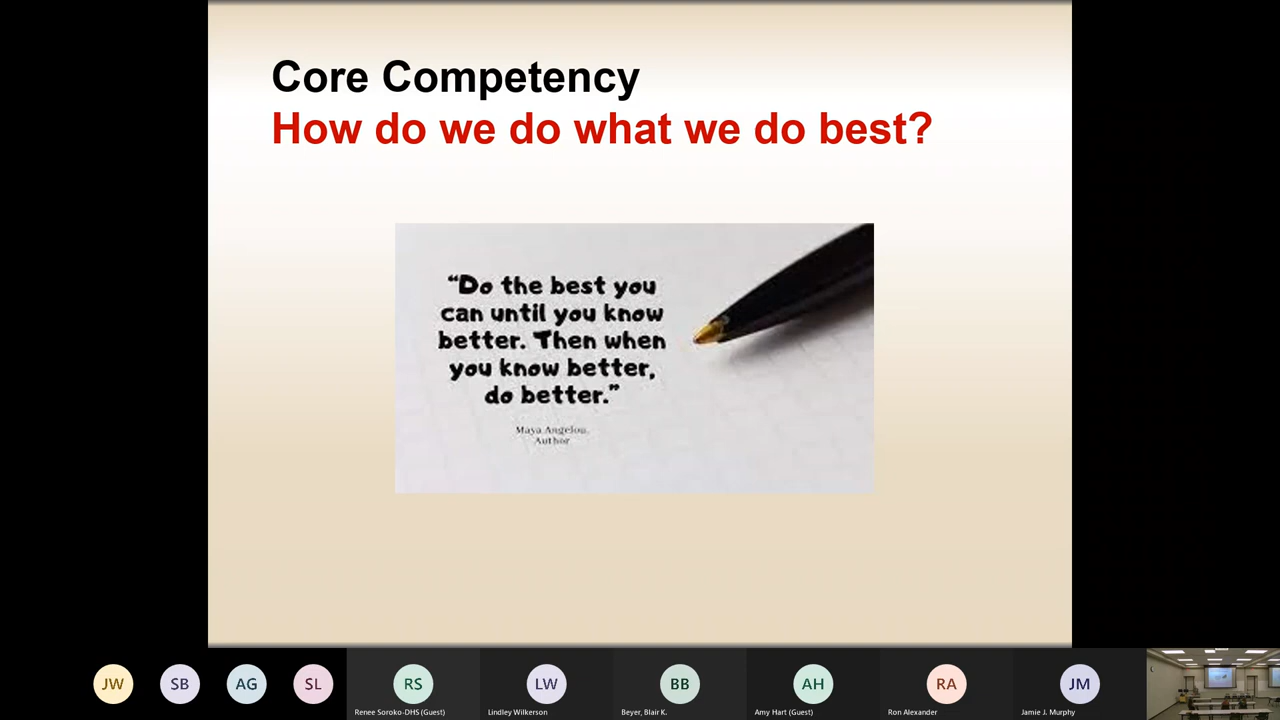 Core Competency
How do we do what we do best?
“Do the best you
can until you know
better. Then when
you know better,
do better.”
Maya Angelou,
Author
JW
SB
AG
SL
RS
LW
BB
AH
RA
JM
Renee Soroko-DHS (Guest)
Lindley Wilkerson
Beyer, Blair K.
Amy Hart (Guest)
Ron Alexander
Jamie J. Murphy